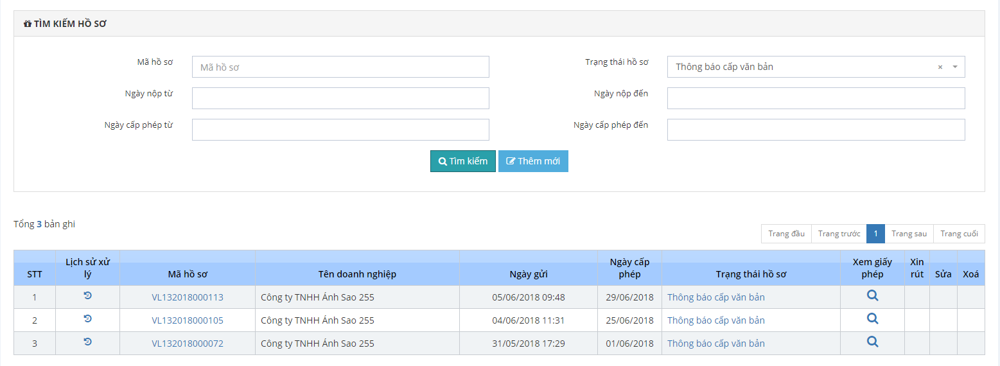 TÌM KIẾM HỒ SƠ
Mã hồ sơ Mã hồ sơ Trạng thái hồ sơ Thông báo cấp văn bản ×
Ngày nộp từ Ngày nộp đến
Ngày cấp phép từ Ngày cấp phép đến
Tìm kiếm Thêm mới
Tổng 3 bản ghi
Trang đầu Trang trước 1 Trang sau Trang cuối
STT Lịch sử xử lý Mã hồ sơ Tên doanh nghiệp Ngày gửi Ngày cấp phép Trạng thái hồ sơ Xem giấy phép Xin rút Sửa Xoá
1 VL132018000113 Công ty TNHH Ánh Sao 255 05/06/2018 09:48 29/06/2018 Thông báo cấp văn bản
2 VL132018000105 Công ty TNHH Ánh Sao 255 04/06/2018 11:31 25/06/2018 Thông báo cấp văn bản
3 VL132018000072 Công ty TNHH Ánh Sao 255 31/05/2018 17:29 01/06/2018 Thông báo cấp văn bản